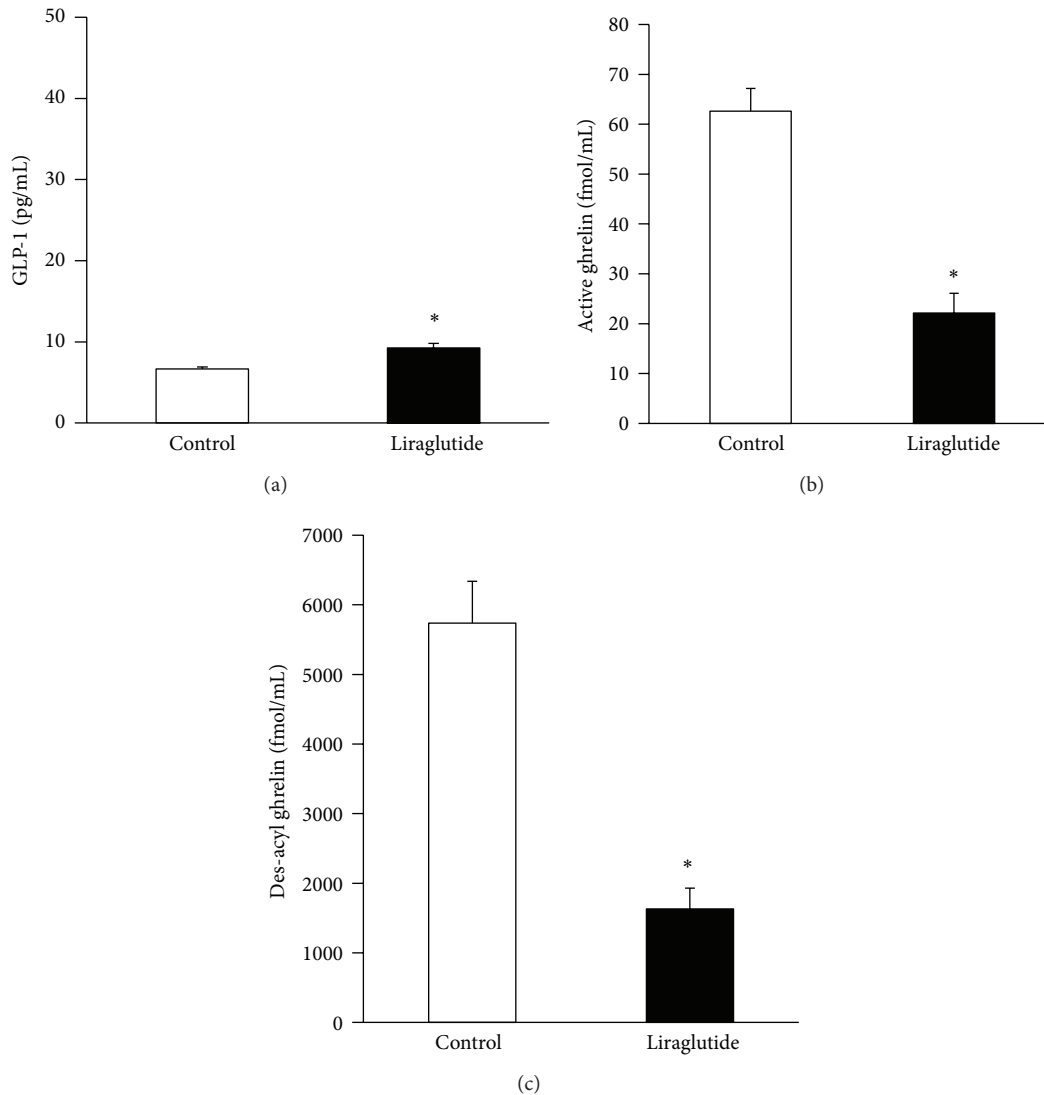 50
40
30
20
10
0
GLP-1 (pg/mL)
*
Control Liraglutide
(a)
80
70
60
50
40
30
20
10
0
Active ghrelin (fmol/mL)
*
Control Liraglutide
(b)
7000
6000
5000
4000
3000
2000
1000
0
Des-acyl ghrelin (fmol/mL)
*
Control Liraglutide
(c)